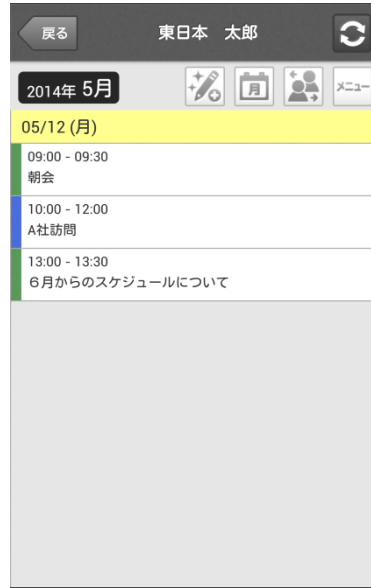 戻る 東日本 太郎
2014年 5月 月 メニュー
05/12 (月)
09:00 - 09:30
朝会
10:00 - 12:00
A社訪問
13:00 - 13:30
６月からのスケジュールについて